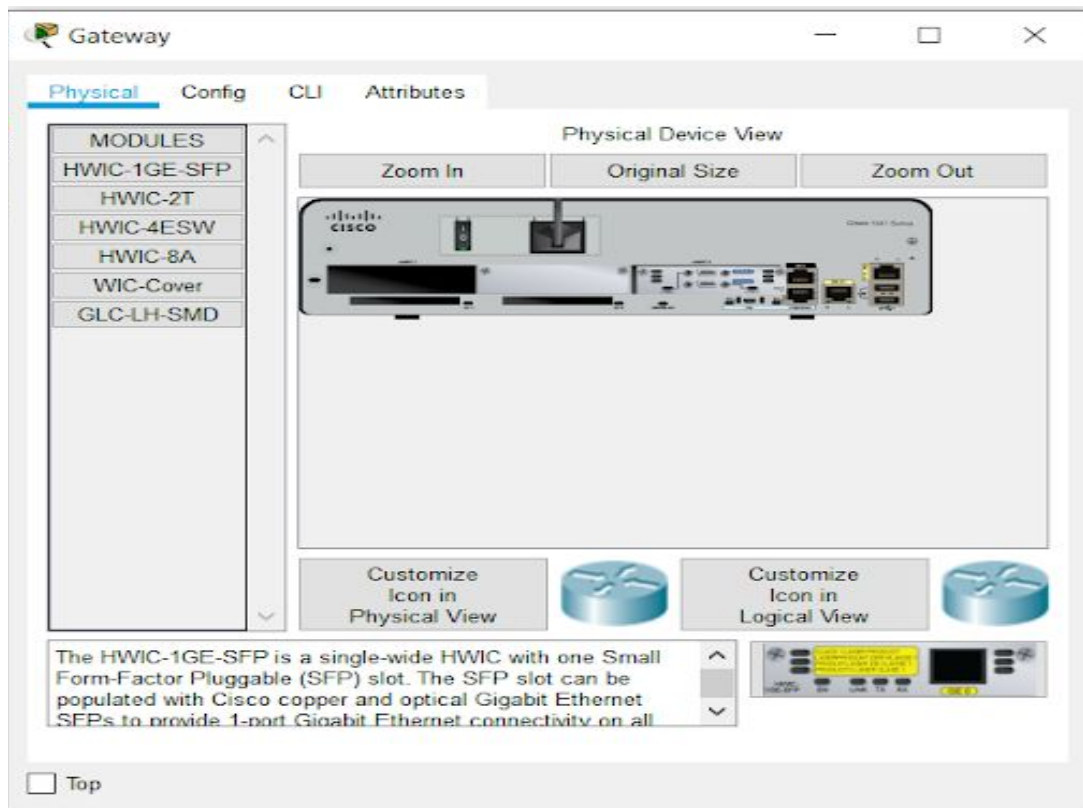 Gateway
Physical Config CLI Attributes
MODULES
HWIC-1GE-SFP
HWIC-2T
HWIC-4ESW
HWIC-8A
WIC-Cover
GLC-LH-SMD
Physical Device View
Zoom In Original Size Zoom Out
CISCO
Customize
Icon in
Physical View
Customize
Icon in
Logical View
The HWIC-1GE-SFP is a single-wide HWIC with one Small
Form-Factor Pluggable (SFP) slot. The SFP slot can be
populated with Cisco copper and optical Gigabit Ethernet
SFPs to provide 1-port Gigabit Ethernet connectivity on all
Top